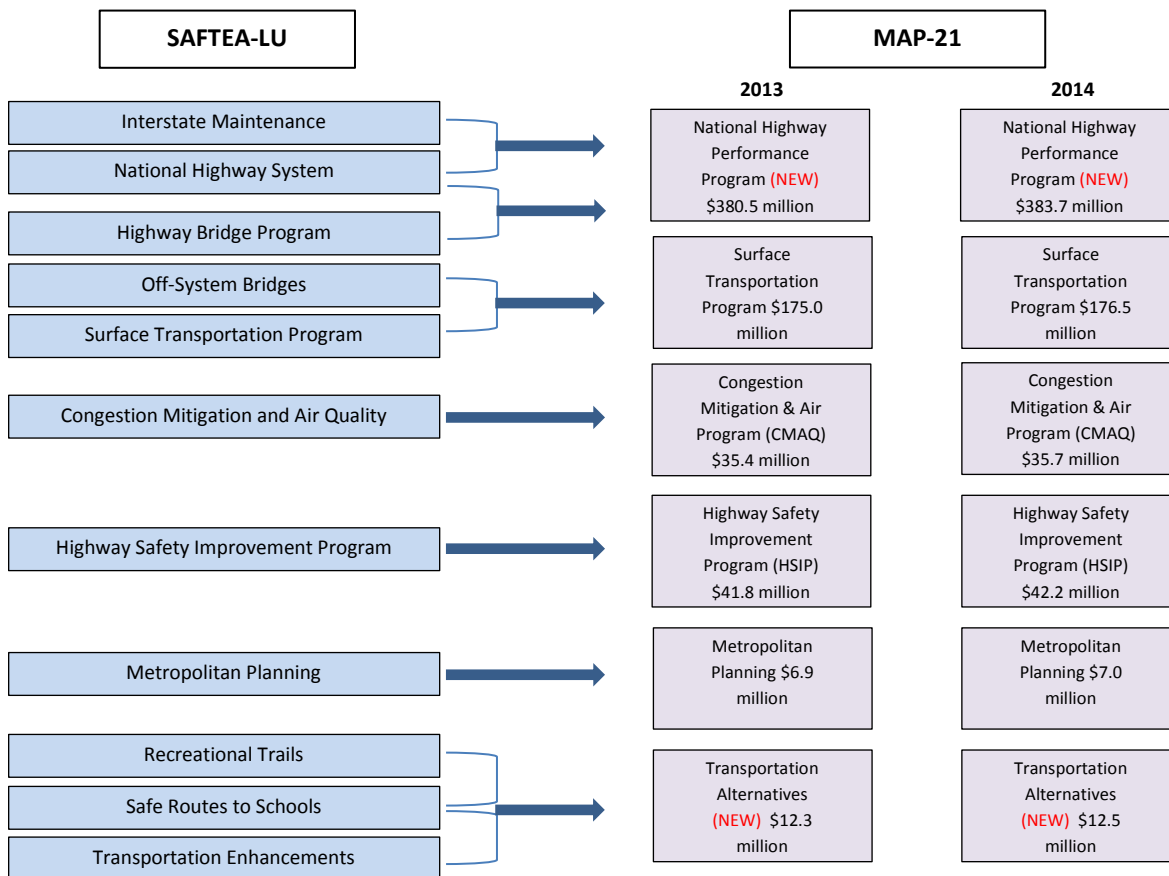 SAFTEA-LU
MAP-21
2013
2014
Interstate Maintenance
National Highway System
Highway Bridge Program
Off-System Bridges
Surface Transportation Program
Congestion Mitigation and Air Quality
Highway Safety Improvement Program
Metropolitan Planning
Recreational Trails
Safe Routes to Schools
Transportation Enhancements
National Highway
Performance
Program (NEW)
$380.5 million
Surface
Transportation
Program $175.0
million
Congestion
Mitigation & Air
Program (CMAQ)
$35.4 million
Highway Safety
Improvement
Program (HSIP)
$41.8 million
Metropolitan
Planning $6.9
million
Transportation
Alternatives
(NEW) $12.3
million
National Highway
Performance
Program (NEW)
$383.7 million
Surface
Transportation
Program $176.5
million
Congestion
Mitigation & Air
Program (CMAQ)
$35.7 million
Highway Safety
Improvement
Program (HSIP)
$42.2 million
Metropolitan
Planning $7.0
million
Transportation
Alternatives
(NEW) $12.5
million